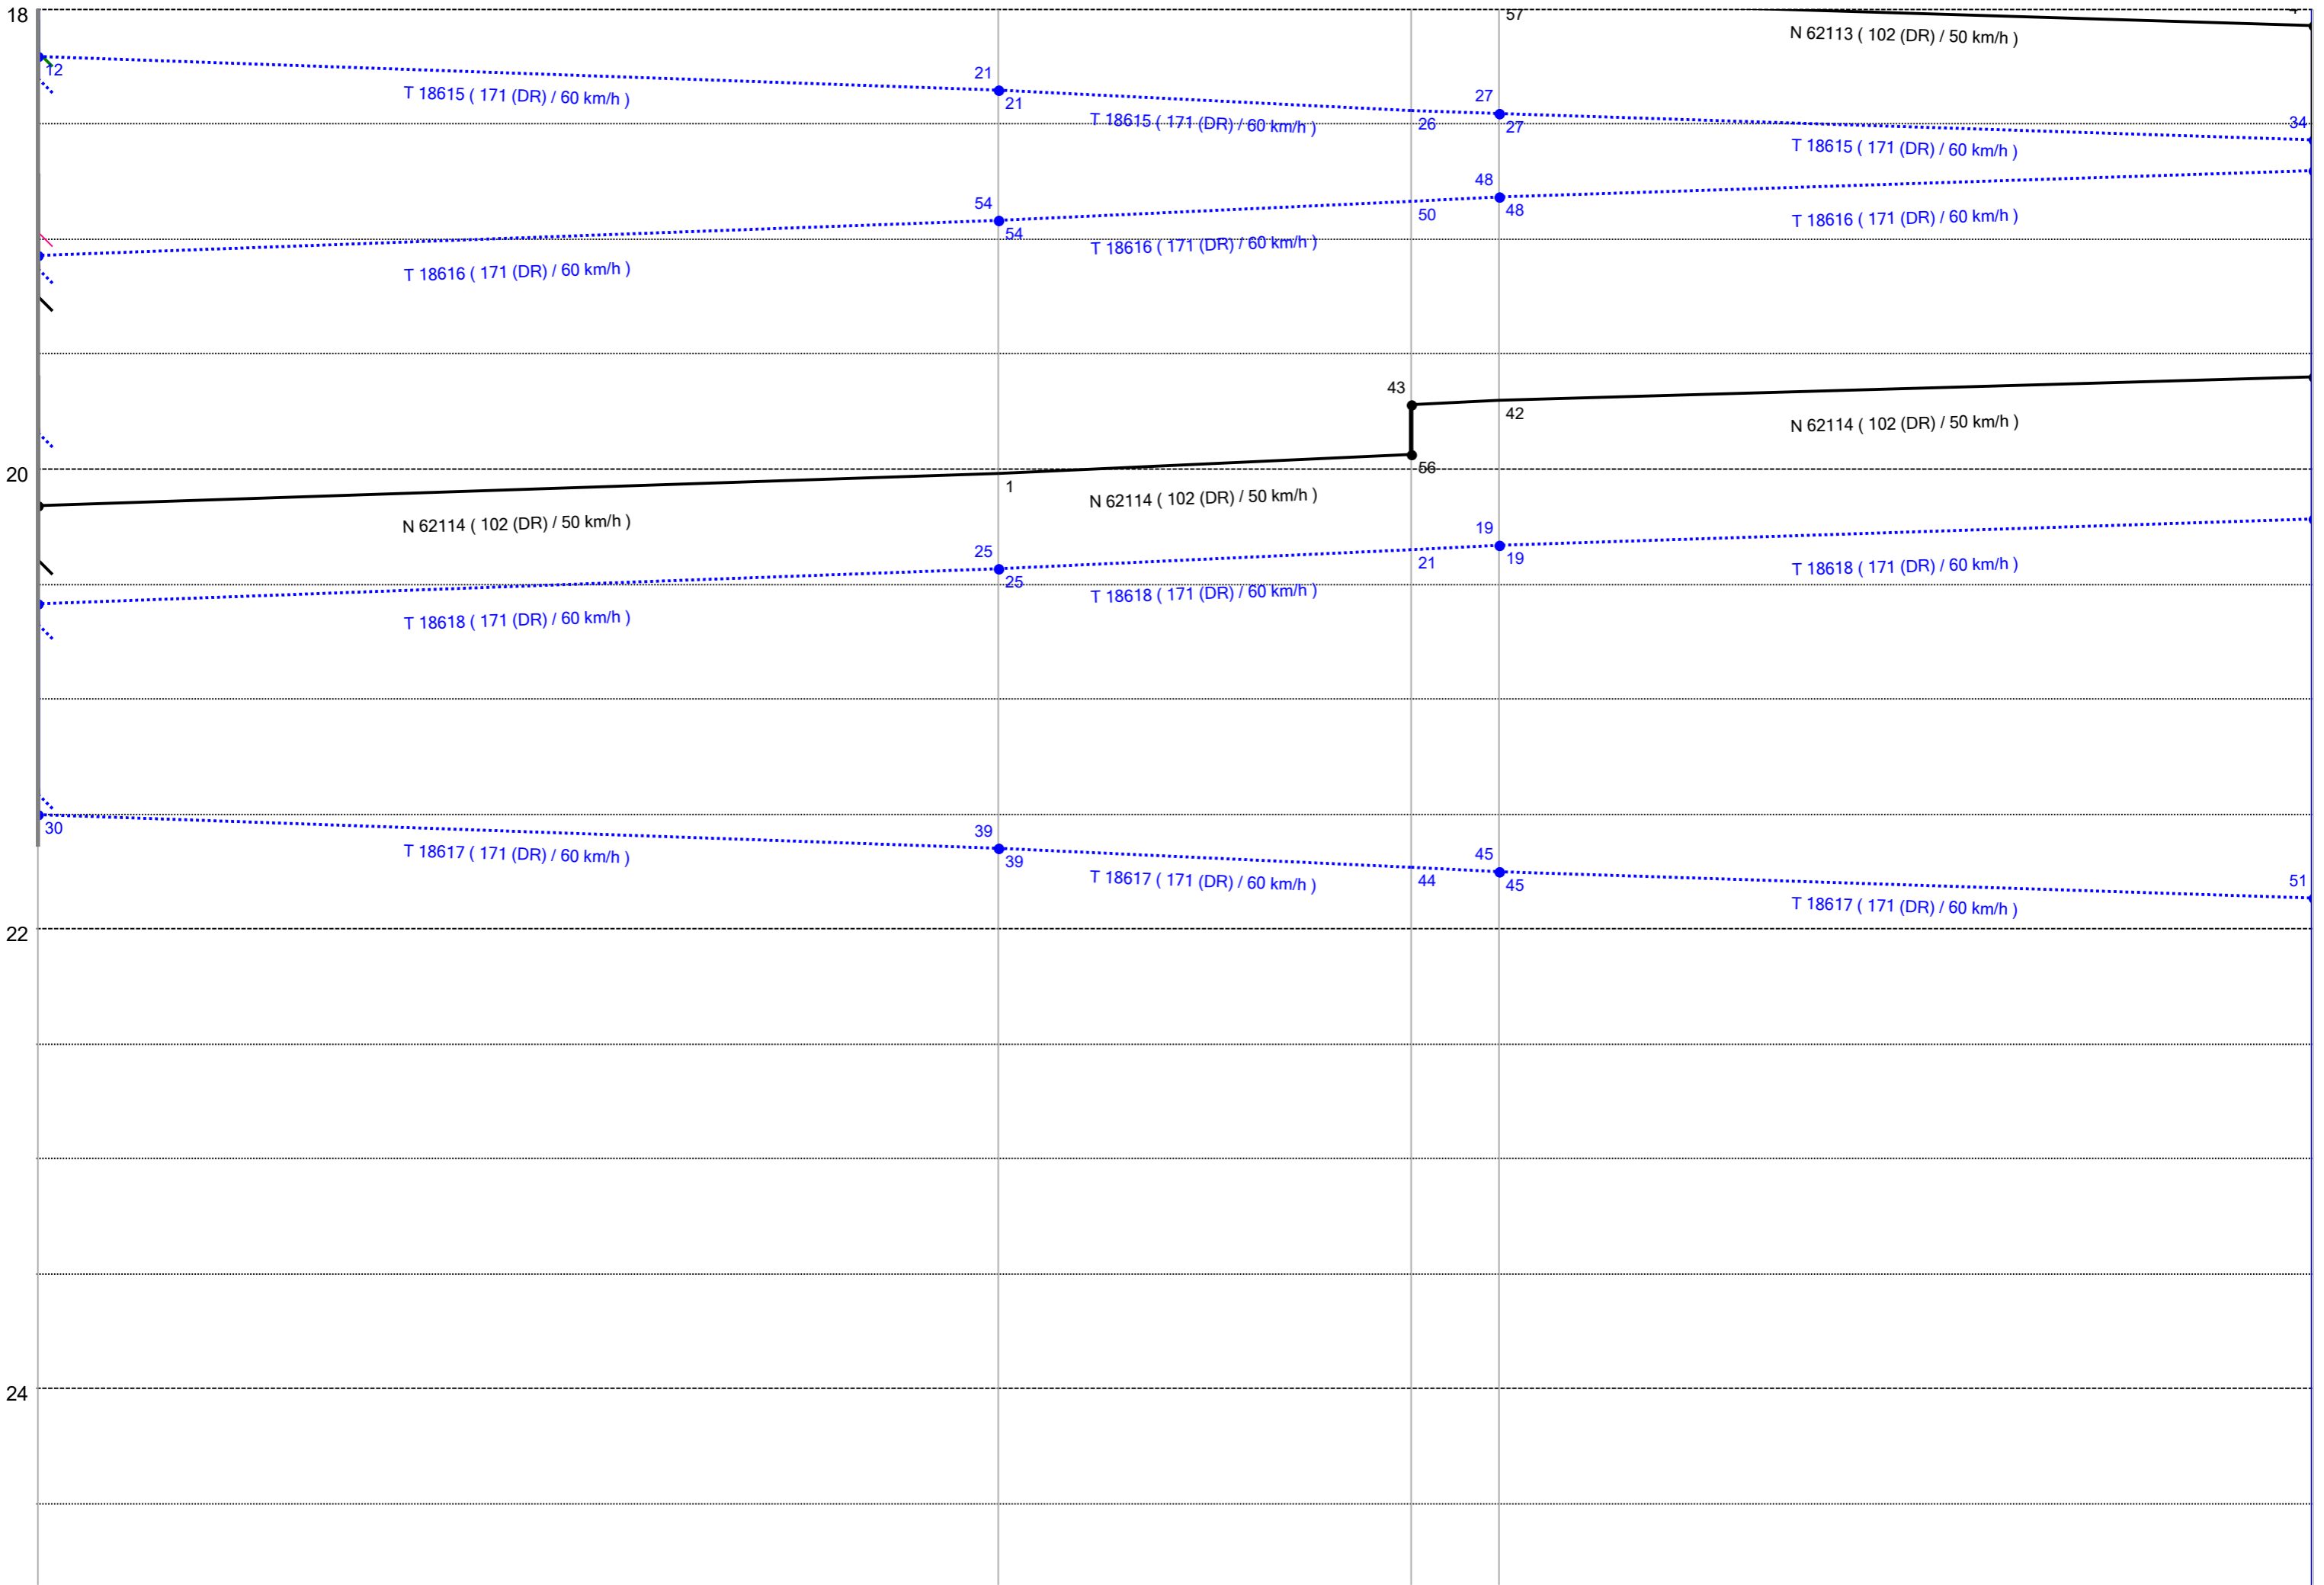 18
57
N 62113 ( 102 (DR) / 50 km/h )
12
T 18615 ( 171 (DR) / 60 km/h )
21
21
T 18615 ( 171 (DR) / 60 km/h )
26
27
27
T 18615 ( 171 (DR) / 60 km/h )
34
T 18616 ( 171 (DR) / 60 km/h )
54
54
T 18616 ( 171 (DR) / 60 km/h )
50
48
48
T 18616 ( 171 (DR) / 60 km/h )
43
42
N 62114 ( 102 (DR) / 50 km/h )
20
N 62114 ( 102 (DR) / 50 km/h )
1
N 62114 ( 102 (DR) / 50 km/h )
56
T 18618 ( 171 (DR) / 60 km/h )
25
25
T 18618 ( 171 (DR) / 60 km/h )
21
19
19
T 18618 ( 171 (DR) / 60 km/h )
30
T 18617 ( 171 (DR) / 60 km/h )
39
39
T 18617 ( 171 (DR) / 60 km/h )
44
45
45
T 18617 ( 171 (DR) / 60 km/h )
51
22
24